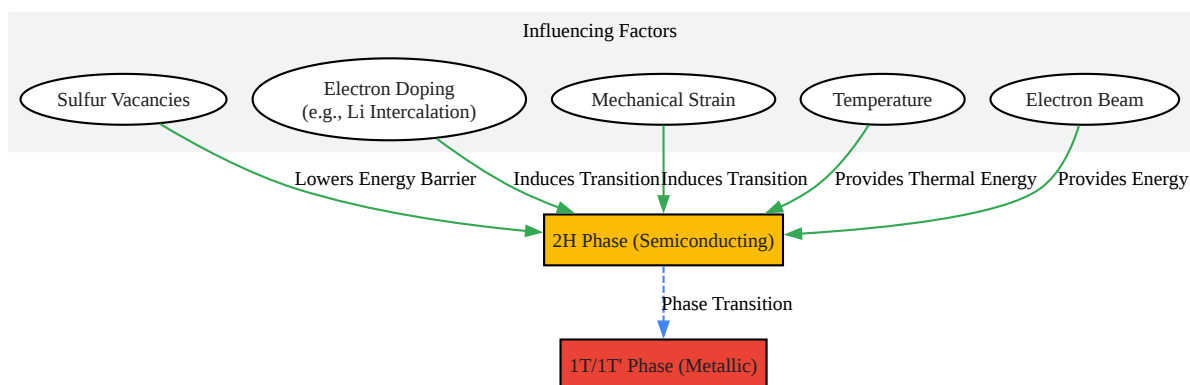 Influencing Factors
Sulfur Vacancies
Electron Doping
(e.g., Li Intercalation)
Mechanical Strain
Temperature
Electron Beam
Lowers Energy Barrier
Induces Transition
Induces Transition
Provides Thermal Energy
Provides Energy
2H Phase (Semiconducting)
Phase Transition
1T/1T' Phase (Metallic)